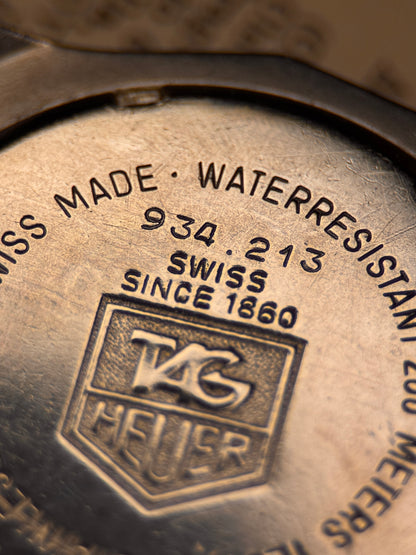 SWISS MADE · WATERRESISTANT 200 METERS
934.213
SWISS
SINCE 1860
TAG
HEUER